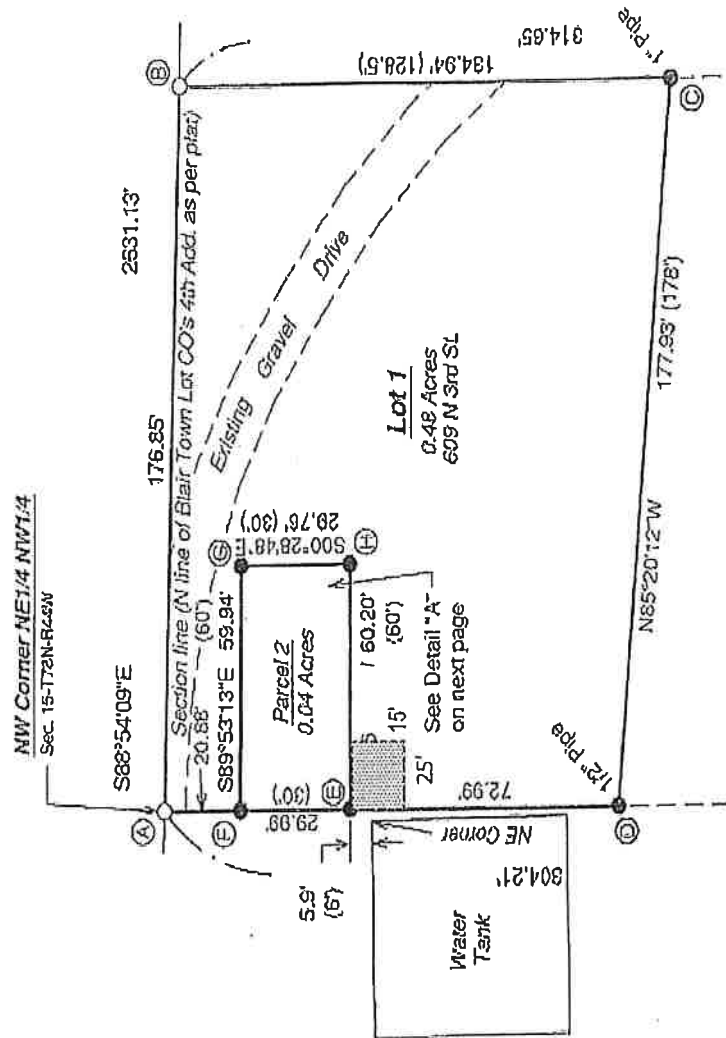 NW Corner NE1/4 NW1/4
Sec. 15-T72N-R44W
A
S88°54'09"E
176.85'
2631.13'
B
Section line (N line of Blair Town Lot CO's 4th Add. as per plat)
20.88'
(60')
F
S89°53'13"E 59.94'
G
Existing Gravel Drive
134.94' (128.5')
314.65'
29.99'
(30')
Parcel 2
0.04 Acres
S00°28'48"E
29.76' (30')
E
60.20'
(60')
H
5.9'
(6')
15'
25'
See Detail "A"
on next page
Lot 1
0.48 Acres
609 N 3rd St.
NE Corner
Water
Tank
304.21'
72.99'
1/2" Pipe
D
N85°20'12"W
177.93' (178')
1" Pipe
C